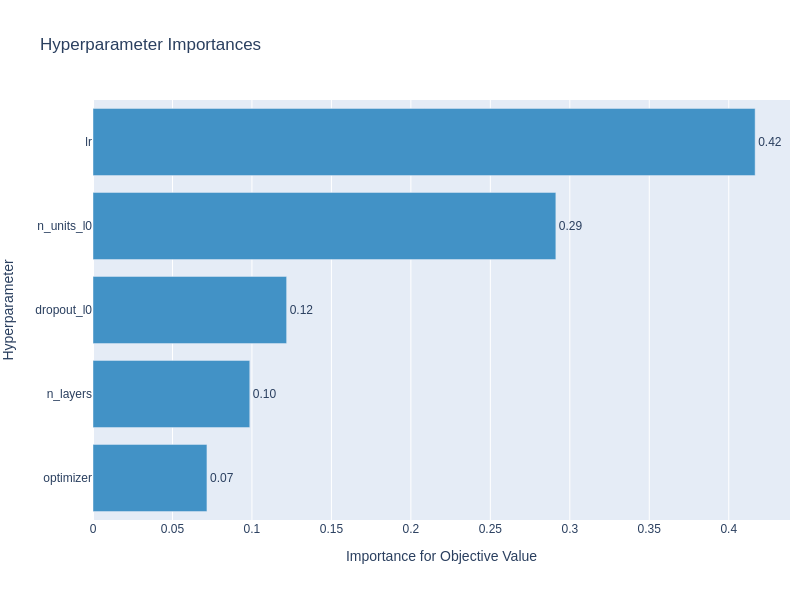 Hyperparameter Importances
Hyperparameter
lr 0.42
n_units_l0 0.29
dropout_l0 0.12
n_layers 0.10
optimizer 0.07
0 0.05 0.1 0.15 0.2 0.25 0.3 0.35 0.4
Importance for Objective Value